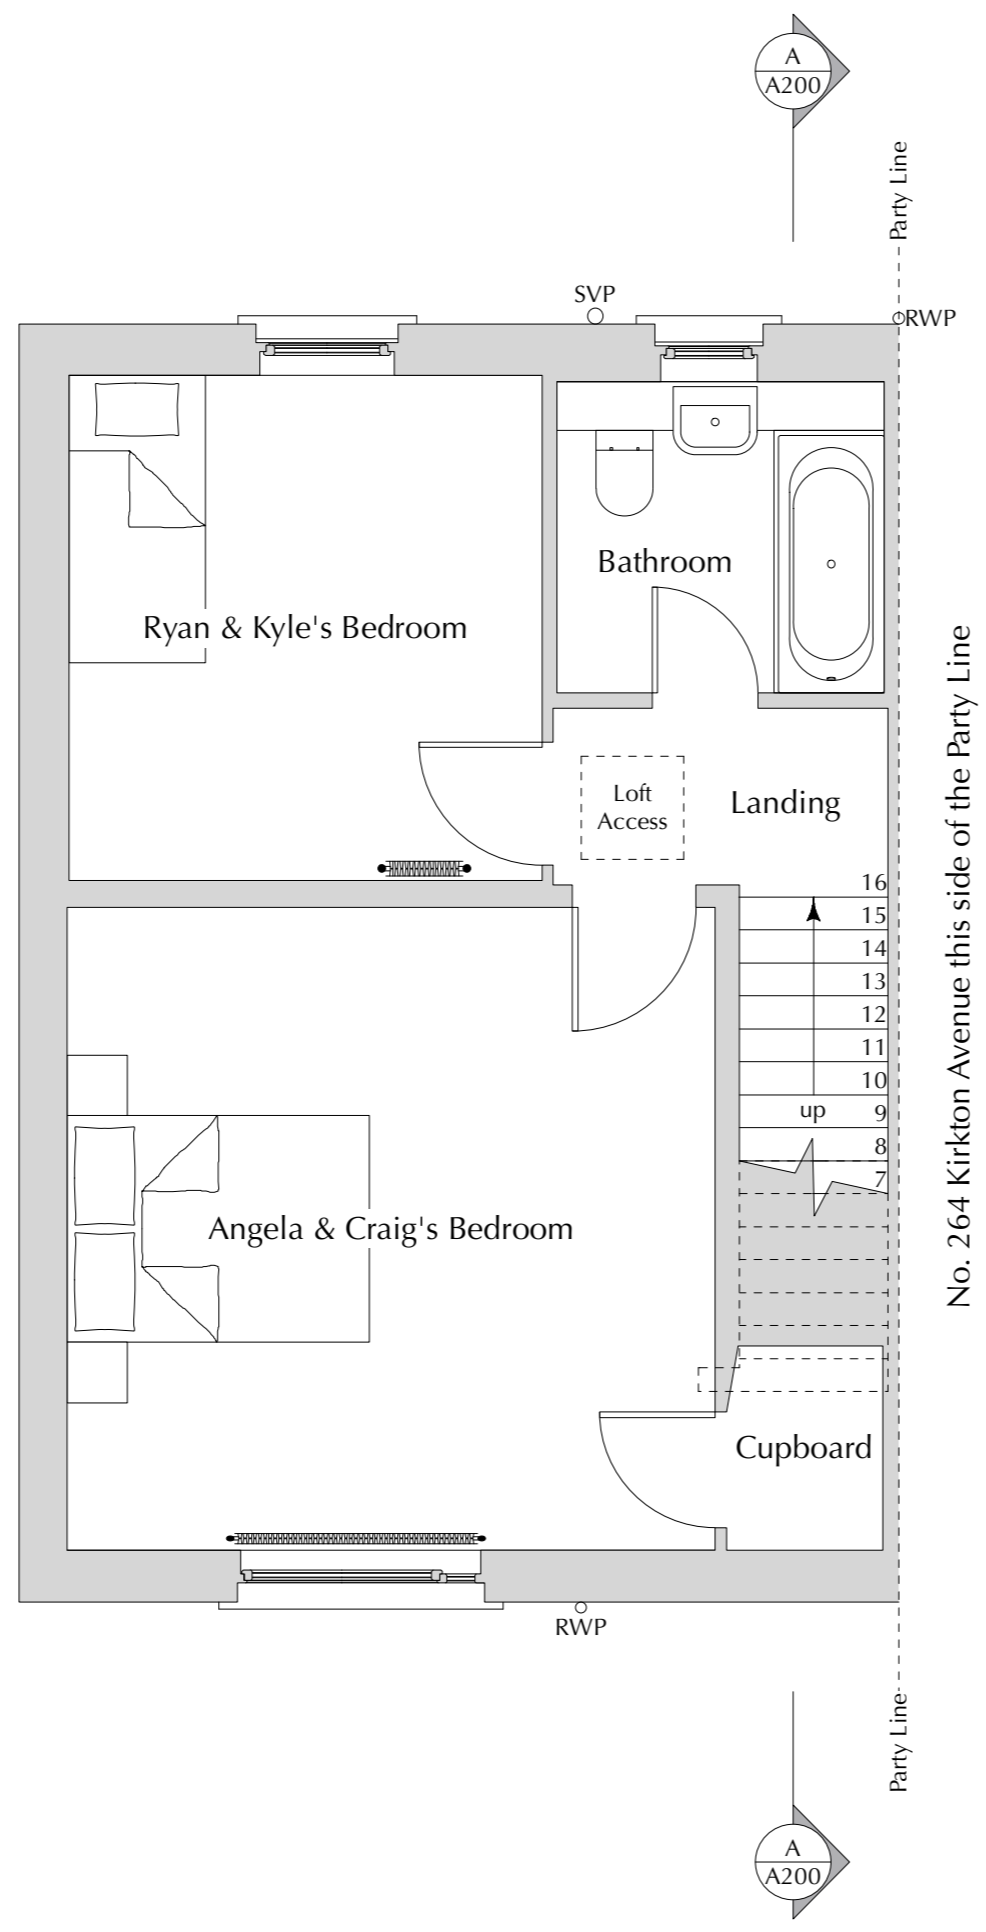 A
A200
Party Line
SVP
RWP
Bathroom
Ryan & Kyle's Bedroom
No. 264 Kirkton Avenue this side of the Party Line
Loft
Access
Landing
16
15
14
13
12
11
10
up 9
8
7
Angela & Craig's Bedroom
Cupboard
RWP
Party Line
A
A200